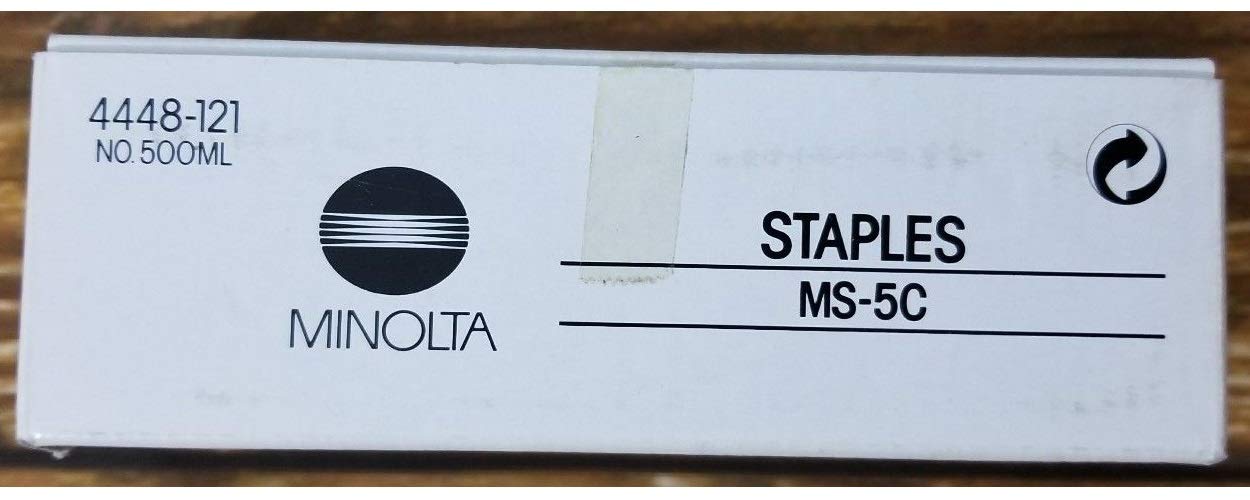 4448-121
NO. 500ML
MINOLTA
STAPLES
MS-5C